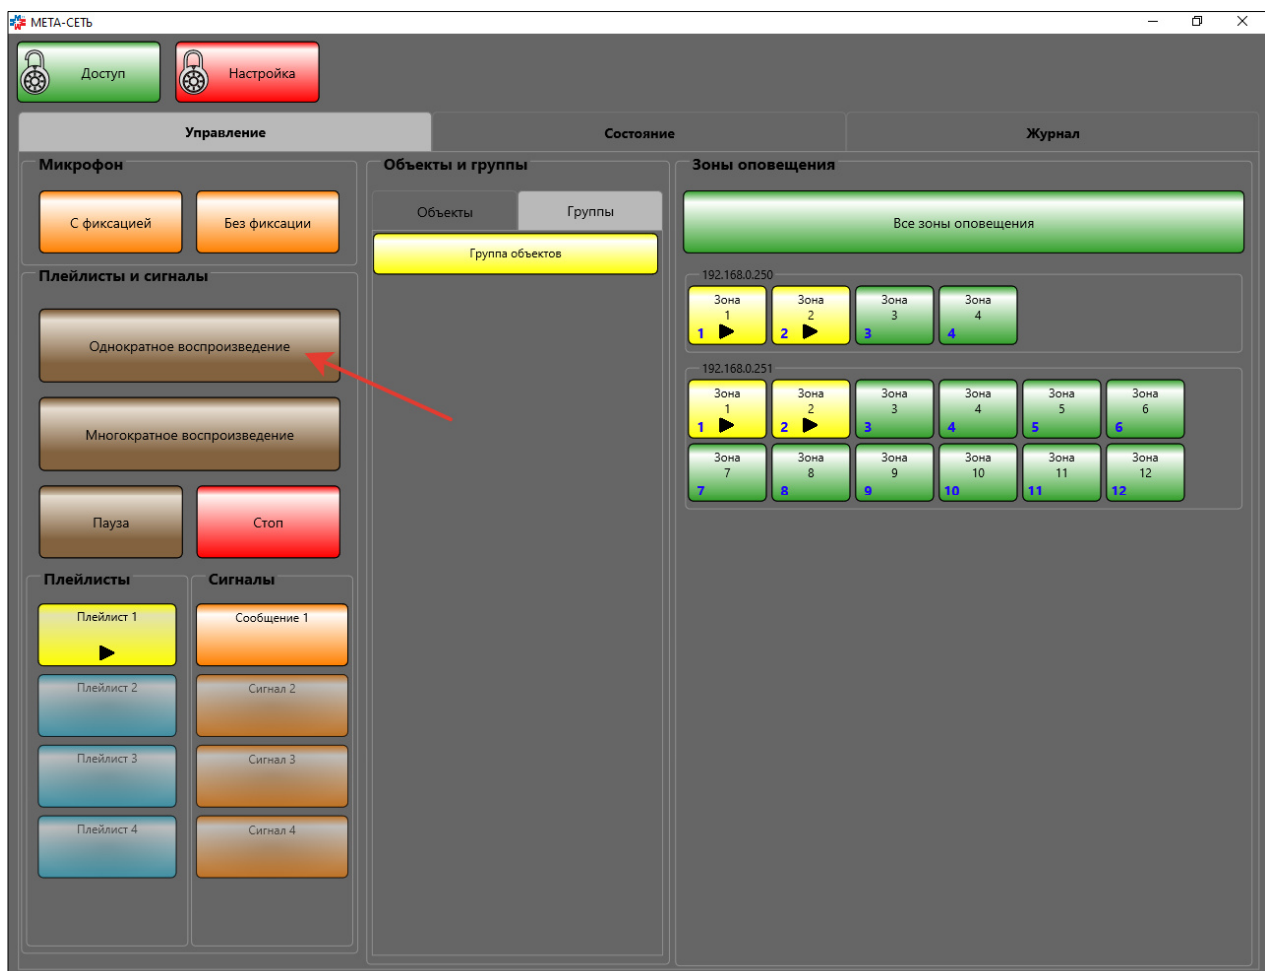 МЕТА-СЕТЬ
Доступ
Настройка
Управление
Состояние
Журнал
Микрофон
С фиксацией
Без фиксации
Плейлисты и сигналы
Однократное воспроизведение
Многократное воспроизведение
Пауза
Стоп
Плейлисты
Плейлист 1
Плейлист 2
Плейлист 3
Плейлист 4
Сигналы
Сообщение 1
Сигнал 2
Сигнал 3
Сигнал 4
Объекты и группы
Объекты
Группы
Группа объектов
Зоны оповещения
Все зоны оповещения
192.168.0.250
Зона
1
1
Зона
2
2
Зона
3
3
Зона
4
4
192.168.0.251
Зона
1
1
Зона
2
2
Зона
3
3
Зона
4
4
Зона
5
5
Зона
6
6
Зона
7
7
Зона
8
8
Зона
9
9
Зона
10
10
Зона
11
11
Зона
12
12